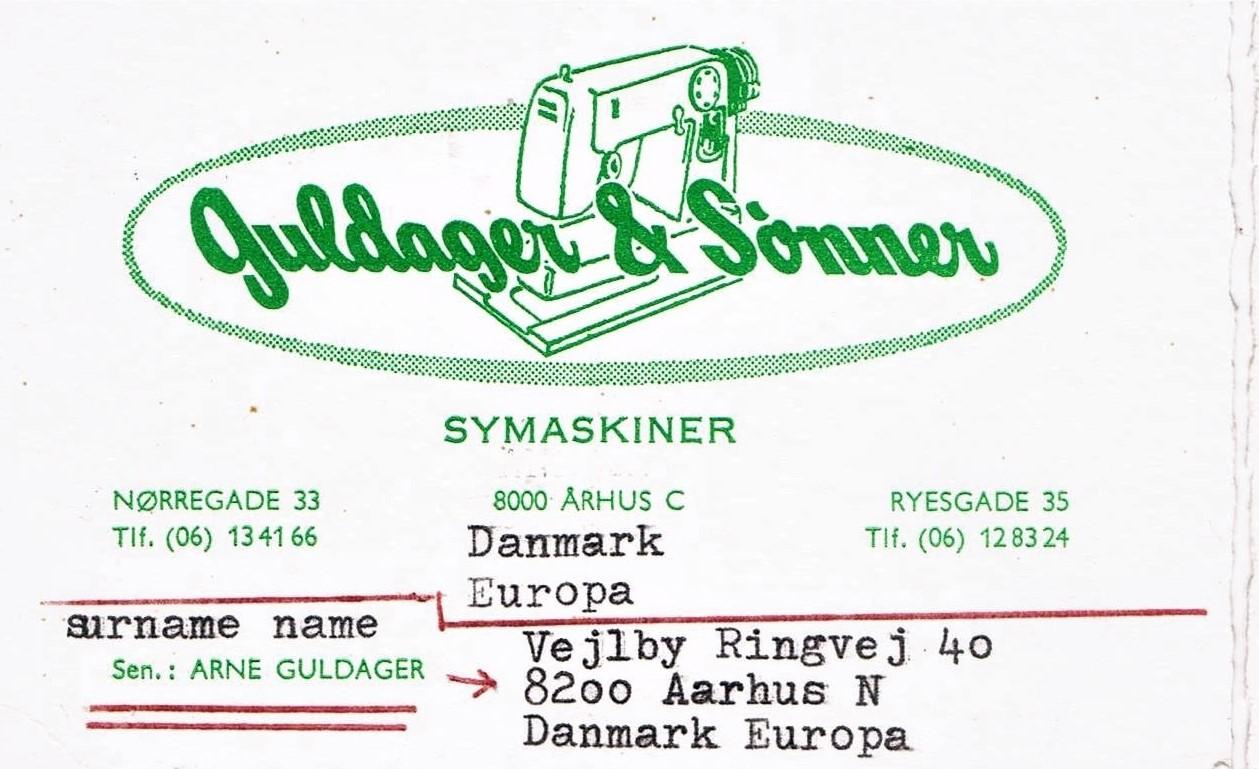 Guldager & Sönner
SYMASKINER
NØRREGADE 33 8000 ÅRHUS C RYESGADE 35
Tlf. (06) 13 41 66 Danmark Tlf. (06) 12 83 24
Europa
surname name
Vejlby Ringvej 40
Sen.: ARNE GULDAGER
8200 Aarhus N
Danmark Europa